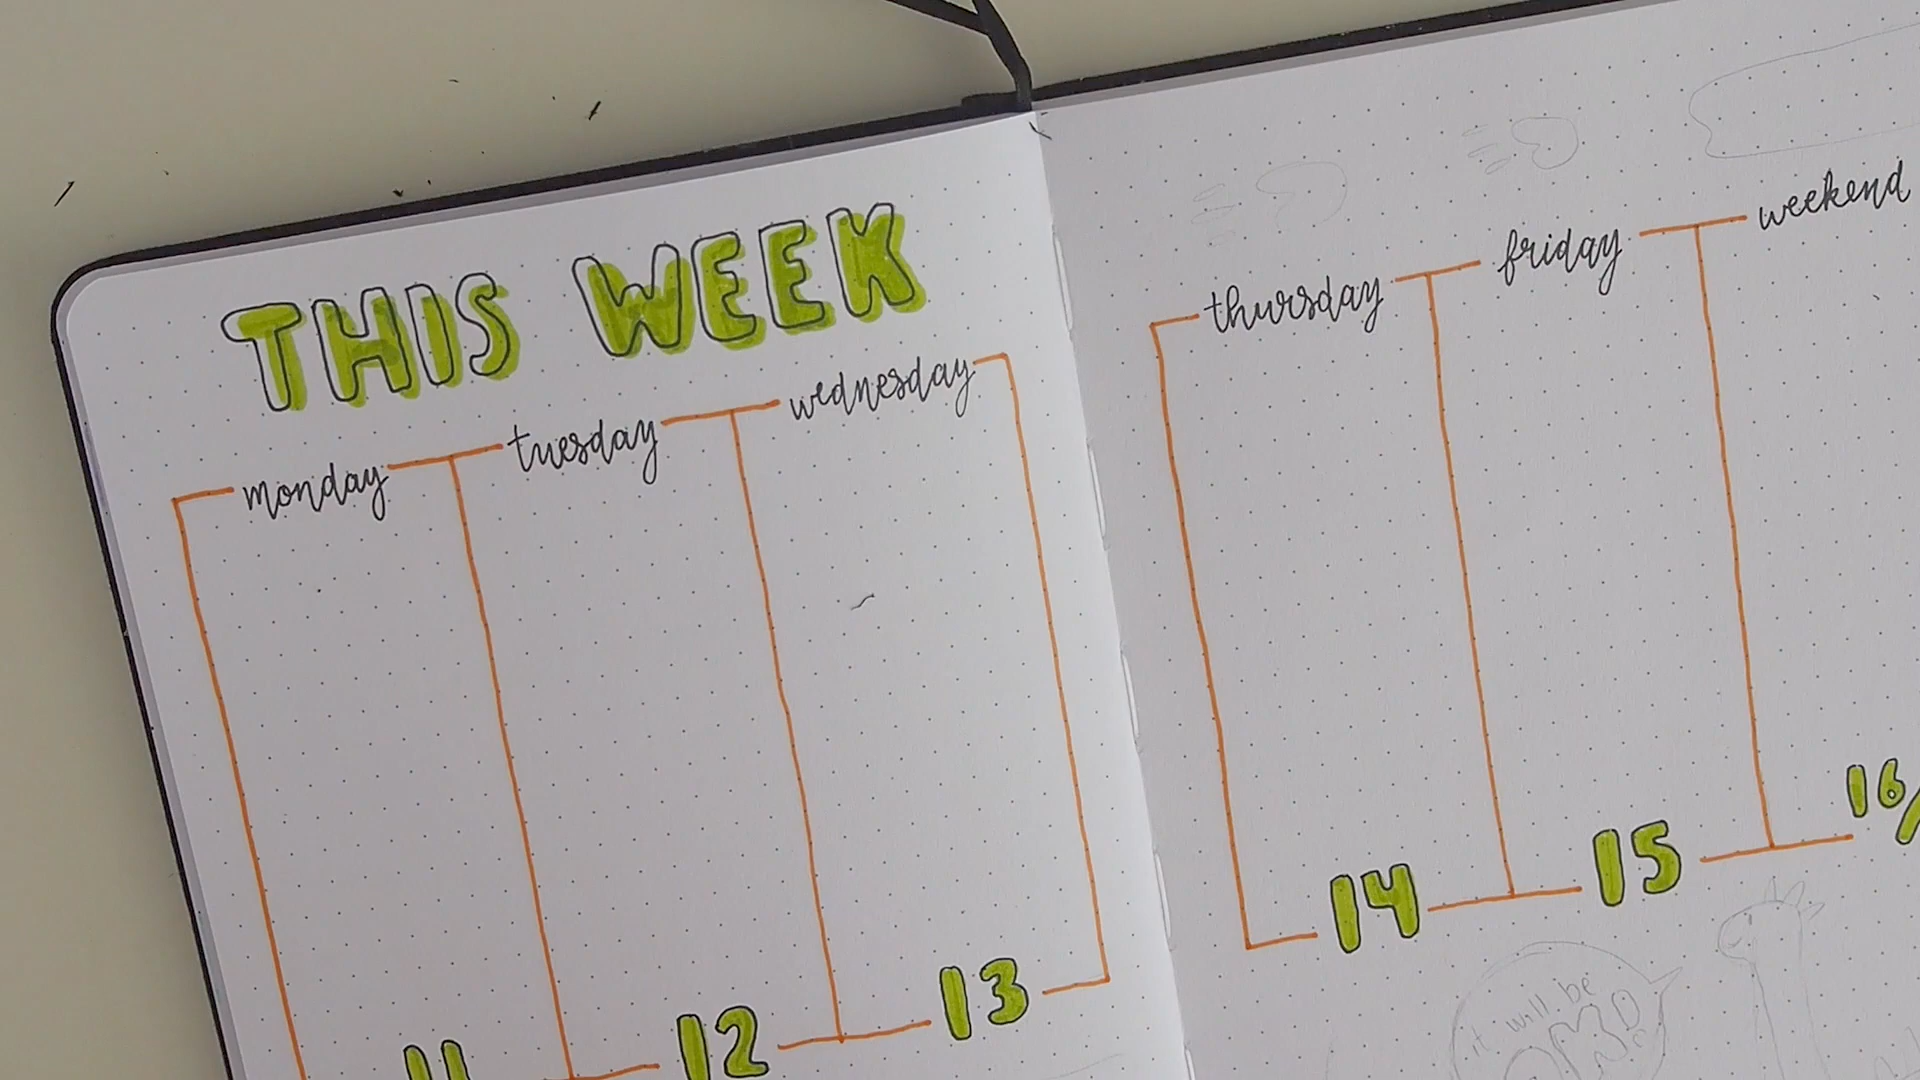 THIS WEEK
monday tuesday wednesday
11 12 13
thursday friday weekend
14 15 16/
it will be